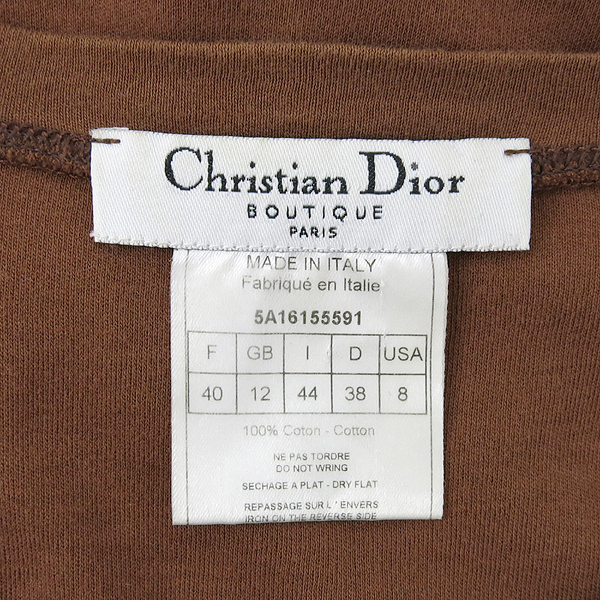 Christian Dior
BOUTIQUE
PARIS
MADE IN ITALY
Fabriqué en Italie
5A16155591
F GB I D USA
40 12 44 38 8
100% Coton - Cotton
NE PAS TORDRE
DO NOT WRING
SECHAGE A PLAT - DRY FLAT
REPASSAGE SUR L ' ENVERS
IRON ON THE REVERSE SIDE